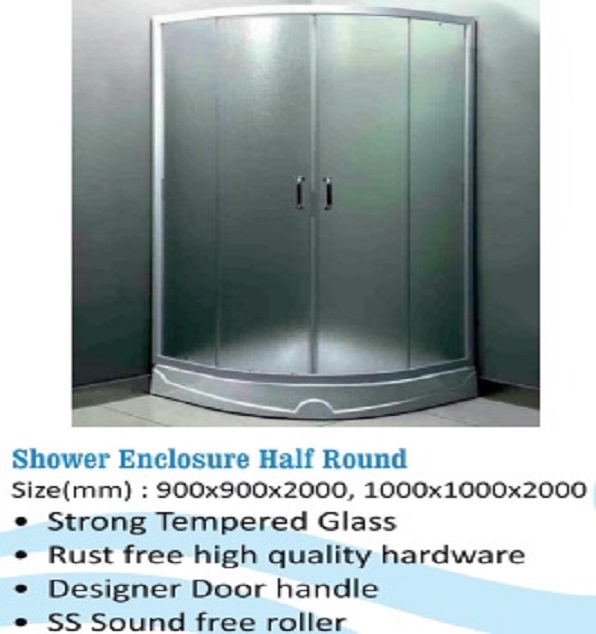 Shower Enclosure Half Round
Size(mm) : 900x900x2000, 1000x1000x2000
• Strong Tempered Glass
• Rust free high quality hardware
• Designer Door handle
• SS Sound free roller